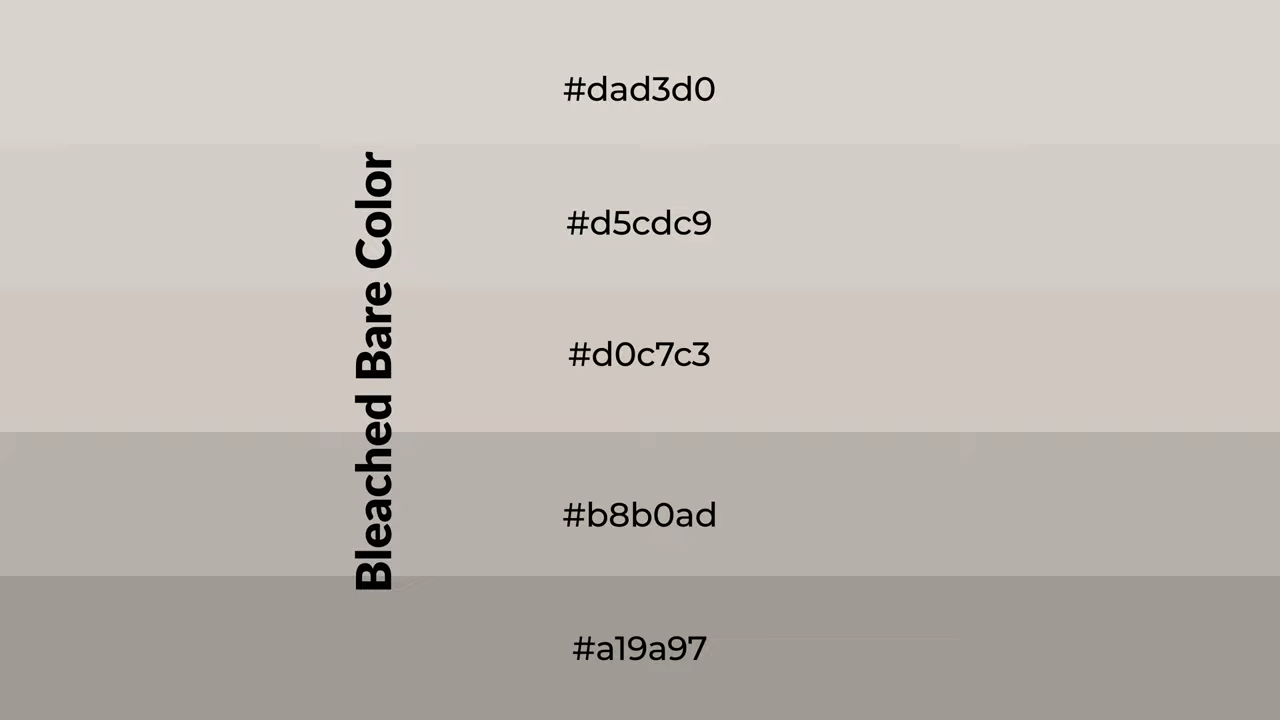 #dad3d0
Bleached Bare Color
#d5cdc9
#d0c7c3
#b8b0ad
#a19a97